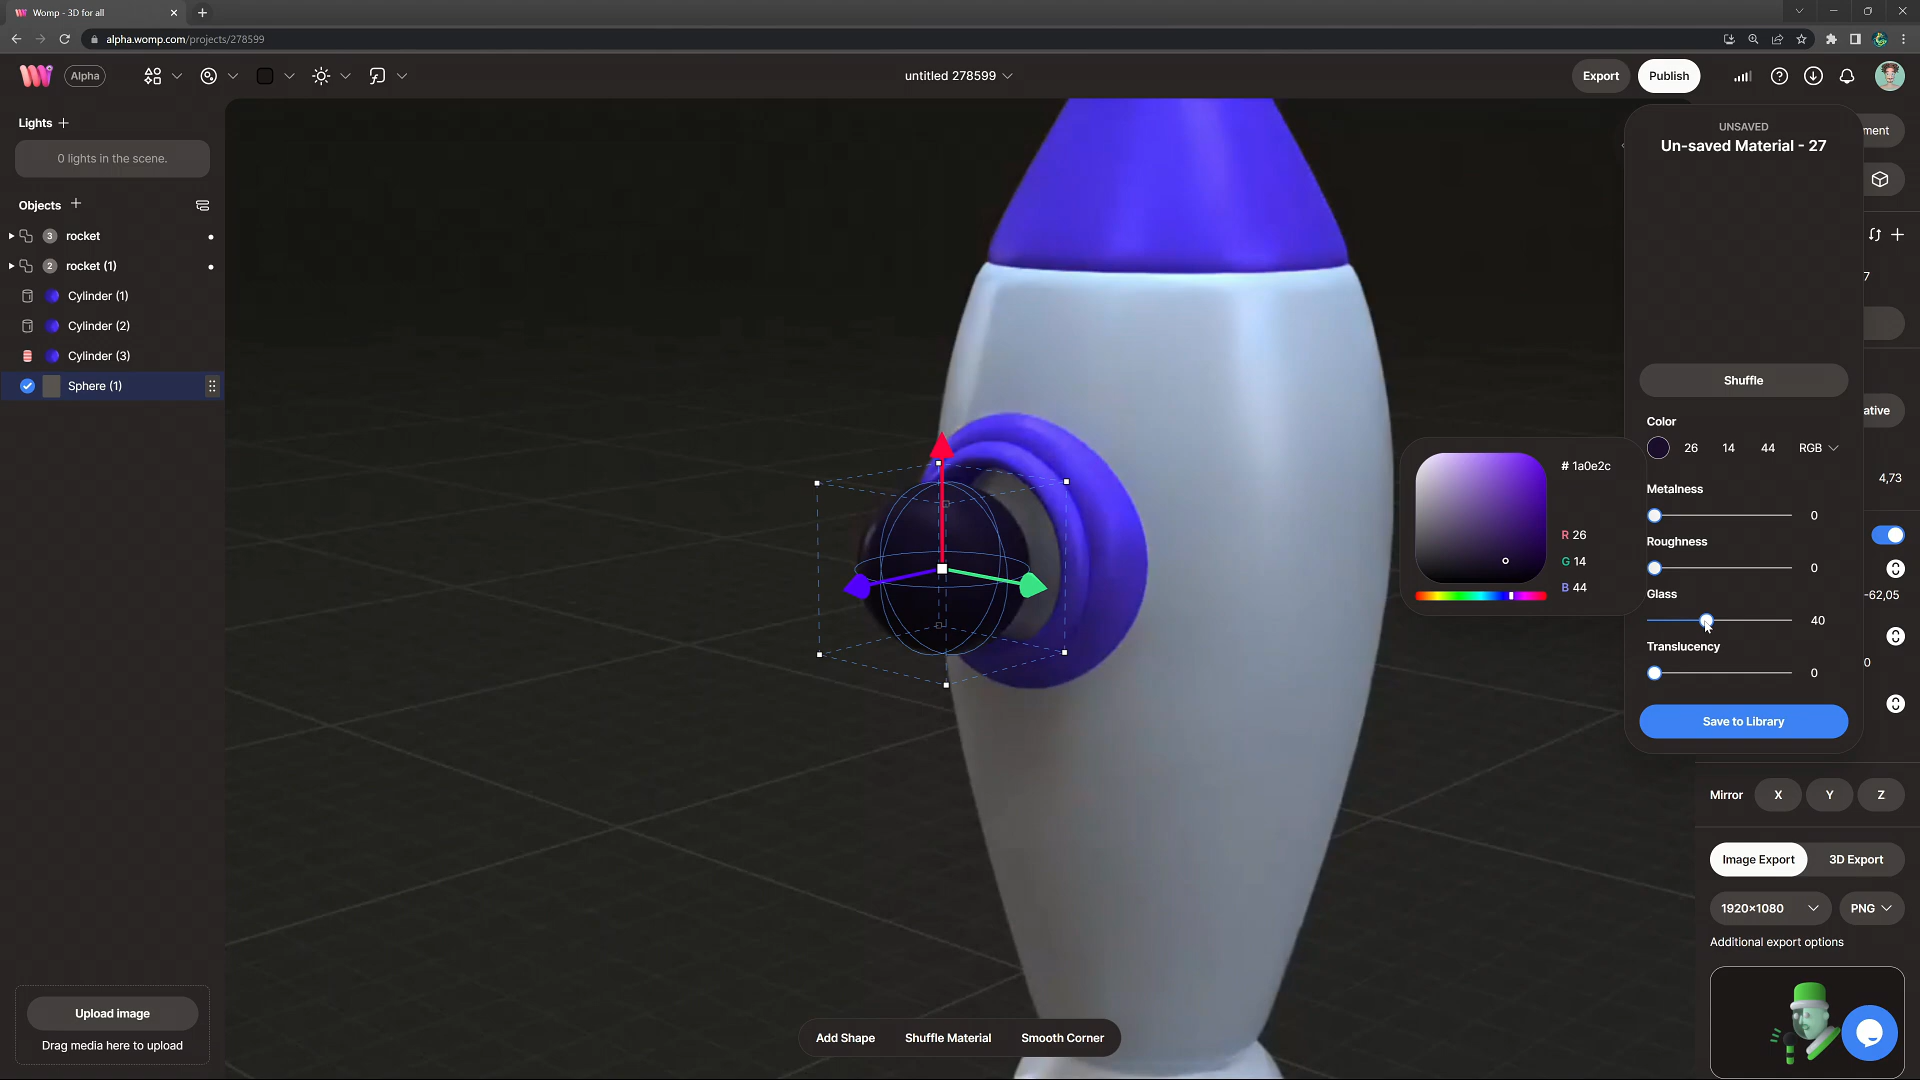 Womp - 3D for all
alpha.womp.com/projects/278599
Alpha
untitled 278599
Export
Publish
Lights
0 lights in the scene.
Objects
3 rocket
2 rocket (1)
Cylinder (1)
Cylinder (2)
Cylinder (3)
Sphere (1)
Upload image
Drag media here to upload
Add Shape
Shuffle Material
Smooth Corner
# 1a0e2c
R 26
G 14
B 44
UNSAVED
Un-saved Material - 27
Shuffle
Color
26 14 44 RGB
Metalness
0
Roughness
0
Glass
40
Translucency
0
Save to Library
ment
7
ative
4,73
-62,05
0
Mirror X Y Z
Image Export 3D Export
1920×1080 PNG
Additional export options